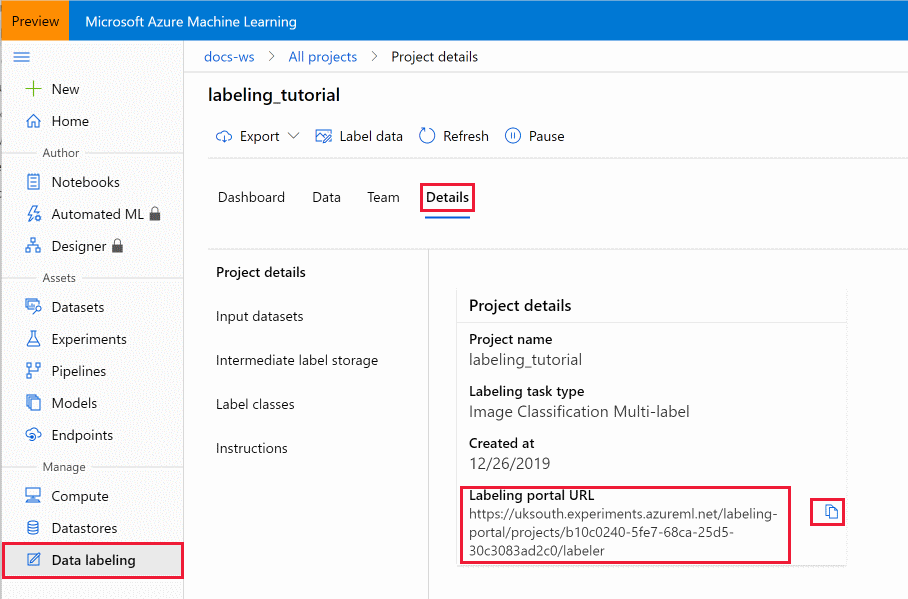 Preview
Microsoft Azure Machine Learning
docs-ws > All projects > Project details
labeling_tutorial
Export
Label data
Refresh
Pause
Dashboard
Data
Team
Details
New
Home
Author
Notebooks
Automated ML
Designer
Assets
Datasets
Experiments
Pipelines
Models
Endpoints
Manage
Compute
Datastores
Data labeling
Project details
Input datasets
Intermediate label storage
Label classes
Instructions
Project details
Project name
labeling_tutorial
Labeling task type
Image Classification Multi-label
Created at
12/26/2019
Labeling portal URL
https://uksouth.experiments.azureml.net/labeling-
portal/projects/b10c0240-5fe7-68ca-25d5-
30c3083ad2c0/labeler